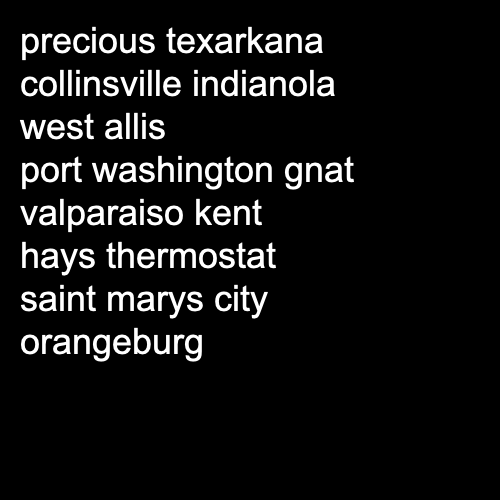 precious texarkana
collinsville indianola
west allis
port washington gnat
valparaiso kent
hays thermostat
saint marys city
orangeburg